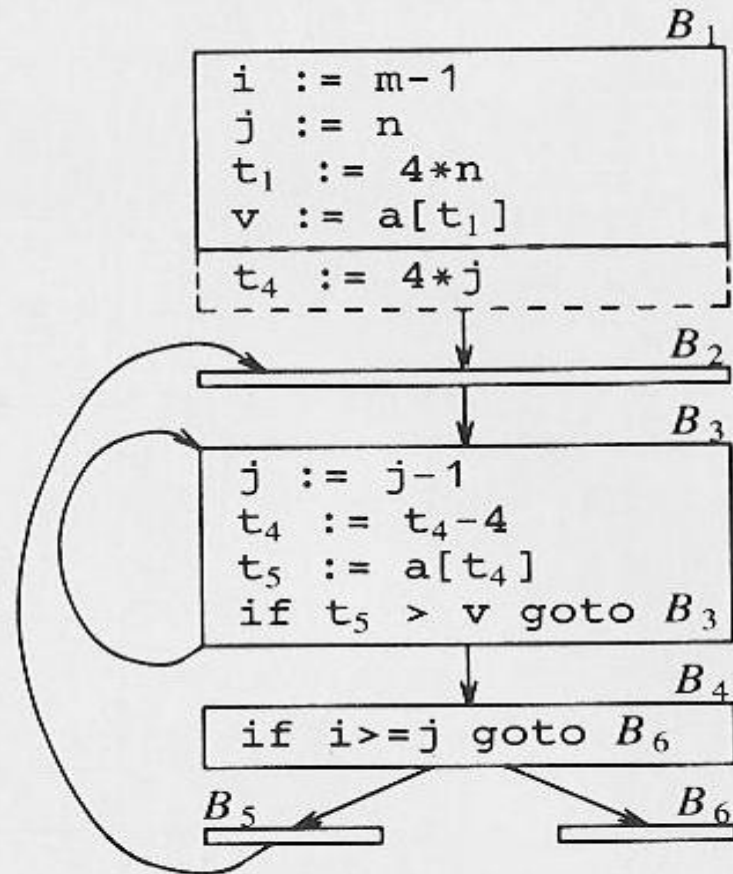 B₁
i := m-1
j := n
t₁ := 4*n
v := a[t₁]
t₄ := 4*j
B₂
B₃
j := j-1
t₄ := t₄-4
t₅ := a[t₄]
if t₅ > v goto B₃
B₄
if i>=j goto B₆
B₅ B₆